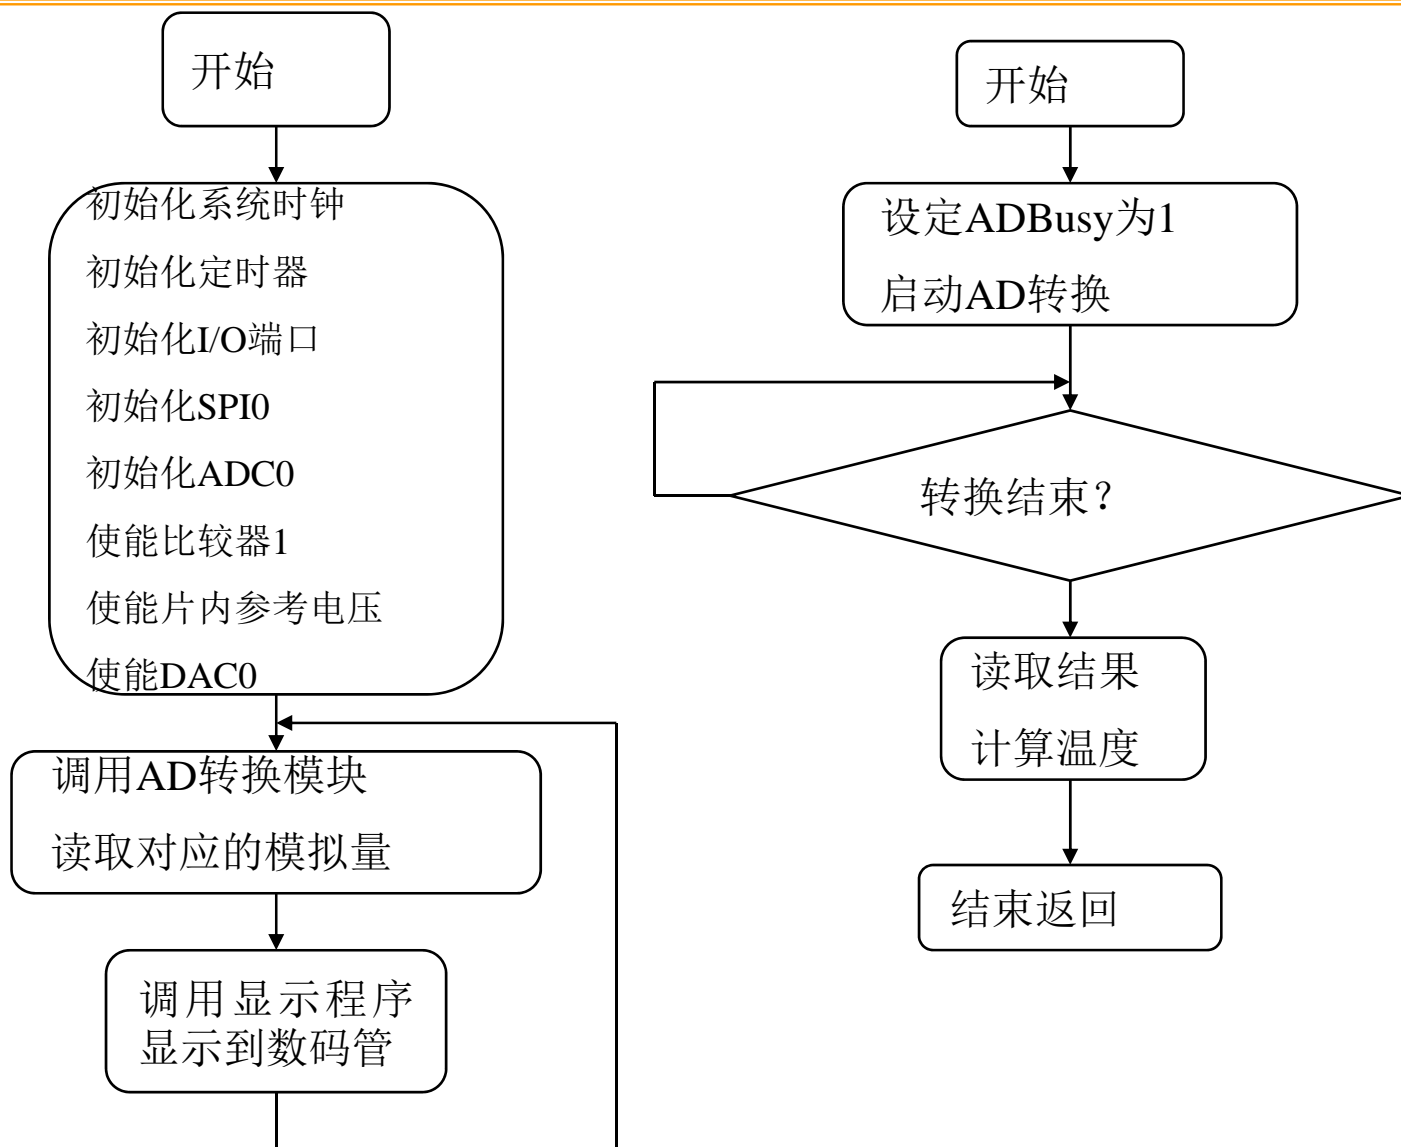 开始
初始化系统时钟
初始化定时器
初始化I/O端口
初始化SPI0
初始化ADC0
使能比较器1
使能片内参考电压
使能DAC0
调用AD转换模块
读取对应的模拟量
调用显示程序
显示到数码管
开始
设定ADBusy为1
启动AD转换
转换结束？
读取结果
计算温度
结束返回